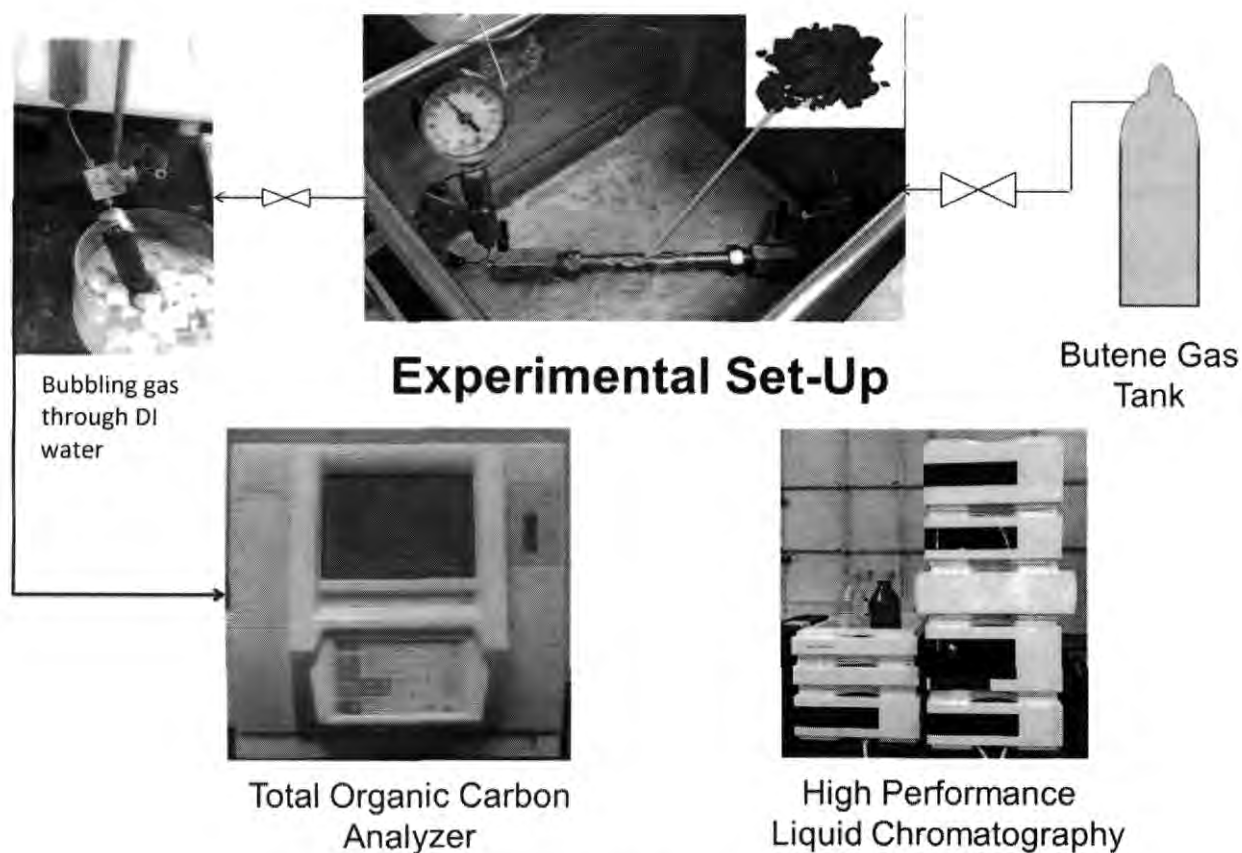 Experimental Set-Up
Butene Gas
Tank
Bubbling gas
through DI
water
Total Organic Carbon
Analyzer
High Performance
Liquid Chromatography